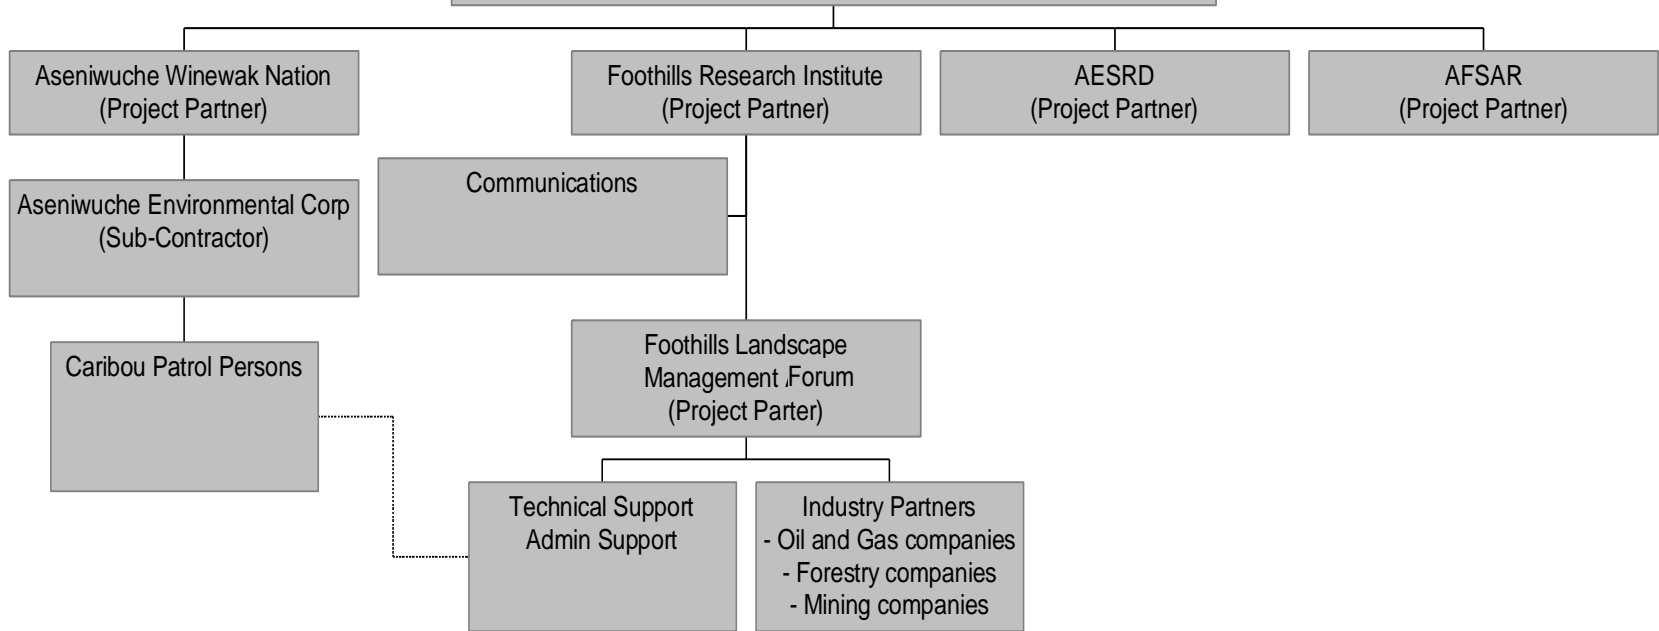 Aseniwuche Winewak Nation
(Project Partner)
Foothills Research Institute
(Project Partner)
AESRD
(Project Partner)
AFSAR
(Project Partner)
Communications
Aseniwuche Environmental Corp
(Sub-Contractor)
Foothills Landscape
Management /Forum
(Project Parter)
Caribou Patrol Persons
Technical Support
Admin Support
Industry Partners
- Oil and Gas companies
- Forestry companies
- Mining companies